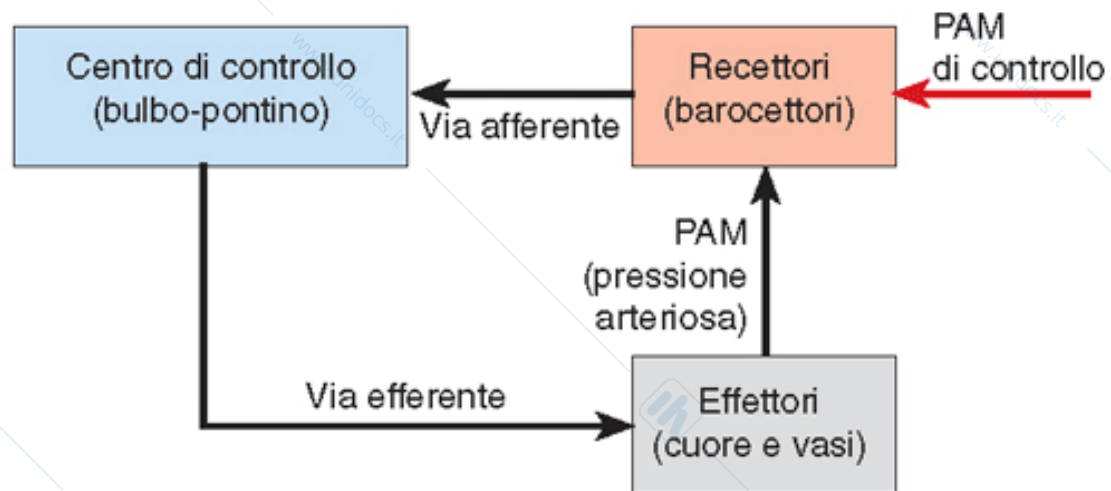 Centro di controllo
(bulbo-pontino)
Via afferente
Recettori
(barocettori)
PAM
di controllo
PAM
(pressione
arteriosa)
Via efferente
Effettori
(cuore e vasi)